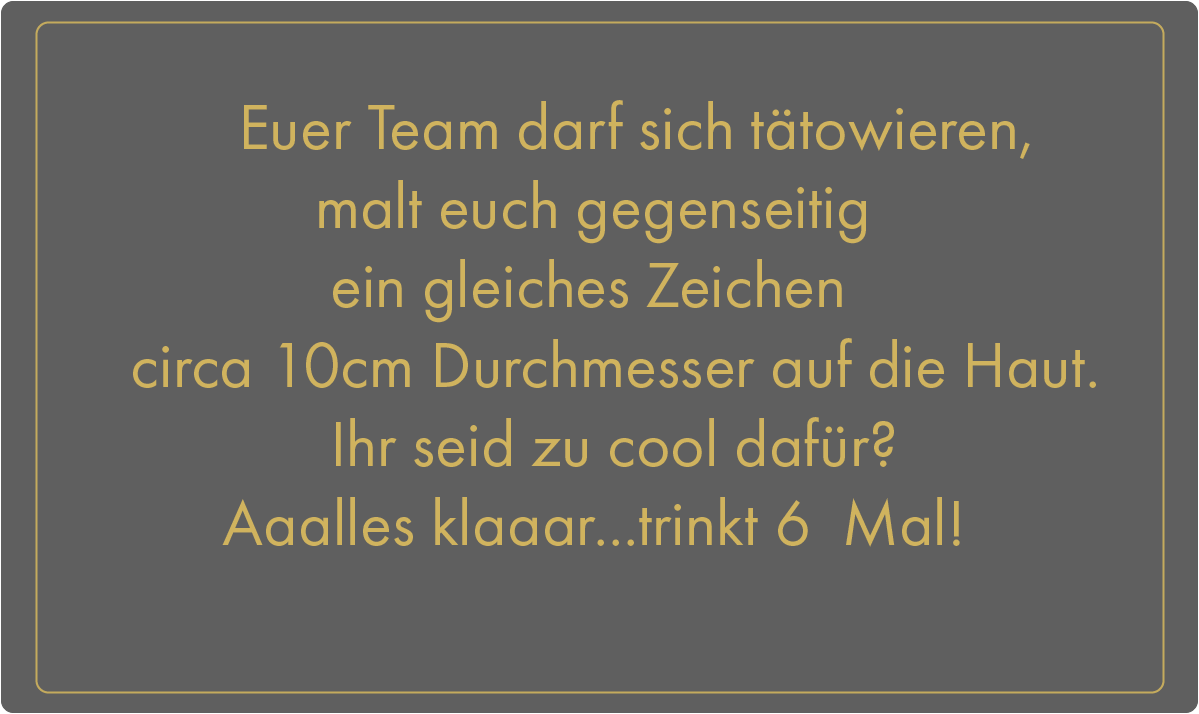 Euer Team darf sich tätowieren,
malt euch gegenseitig
ein gleiches Zeichen
circa 10cm Durchmesser auf die Haut.
Ihr seid zu cool dafür?
Aaalles klaaar...trinkt 6  Mal!